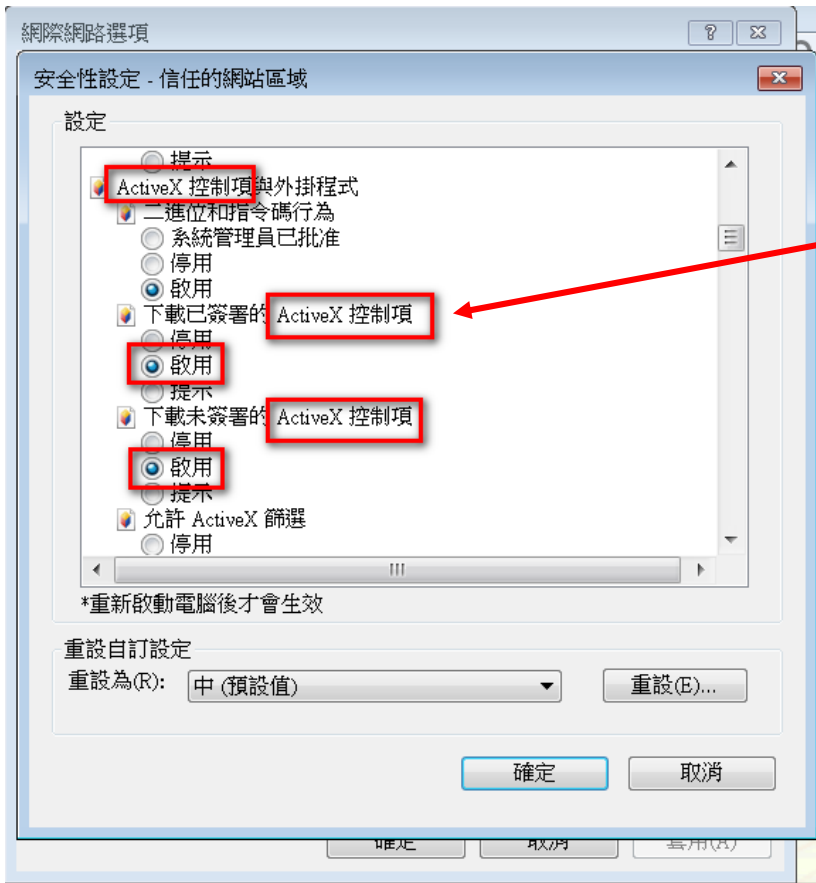 網際網路選項
安全性設定 - 信任的網站區域
設定
提示
ActiveX 控制項與外掛程式
二進位和指令碼行為
系統管理員已批准
停用
啟用
下載已簽署的 ActiveX 控制項
停用
啟用
提示
下載未簽署的 ActiveX 控制項
停用
啟用
提示
允許 ActiveX 篩選
停用
*重新啟動電腦後才會生效
重設自訂設定
重設為(R): 中 (預設值) 重設(E)...
確定 取消
確定 取消 套用(A)